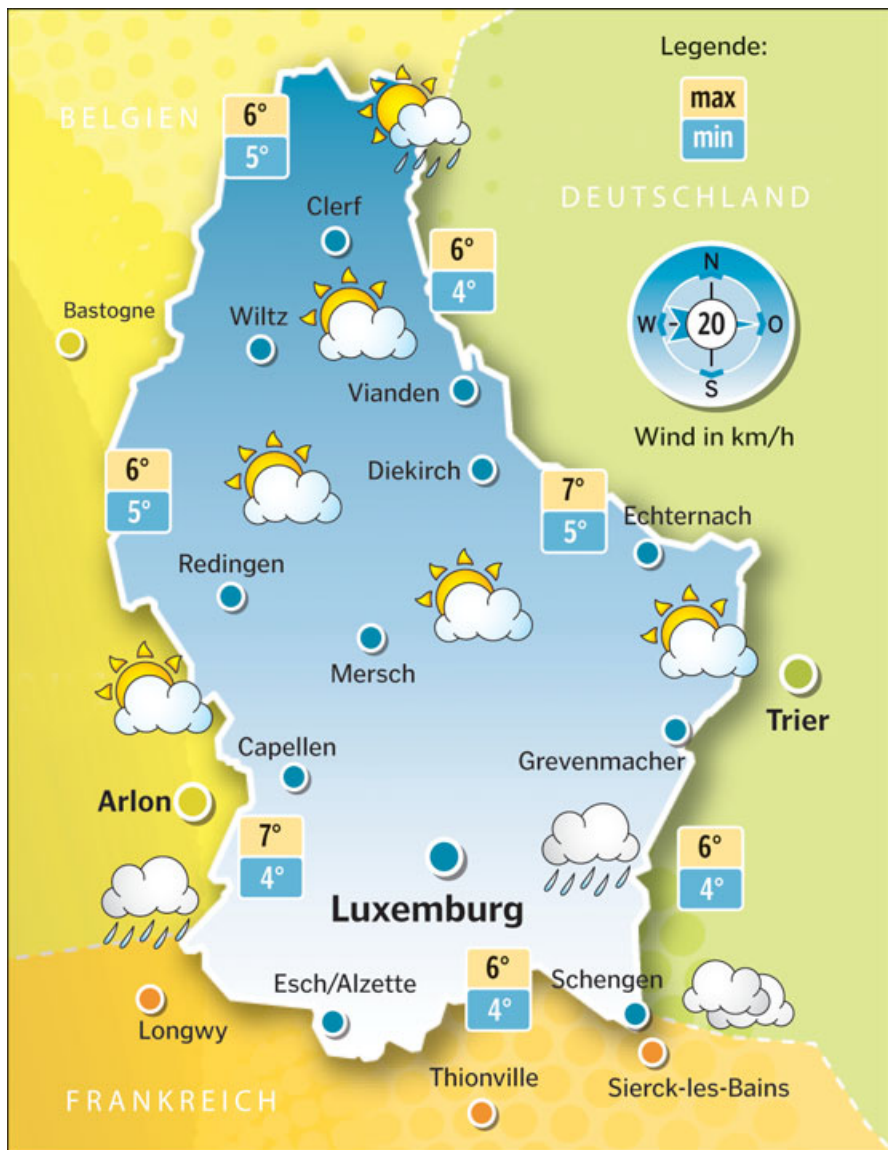 Legende:
max
min
BELGIEN
6°
5°
DEUTSCHLAND
Clerf
6°
4°
N
W
20
O
S
Wind in km/h
Bastogne
Wiltz
Vianden
Diekirch
6°
5°
7°
5°
Echternach
Redingen
Mersch
Trier
Capellen
Grevenmacher
Arlon
7°
4°
6°
4°
Luxemburg
6°
4°
Esch/Alzette
Schengen
Longwy
Thionville
Sierck-les-Bains
FRANKREICH